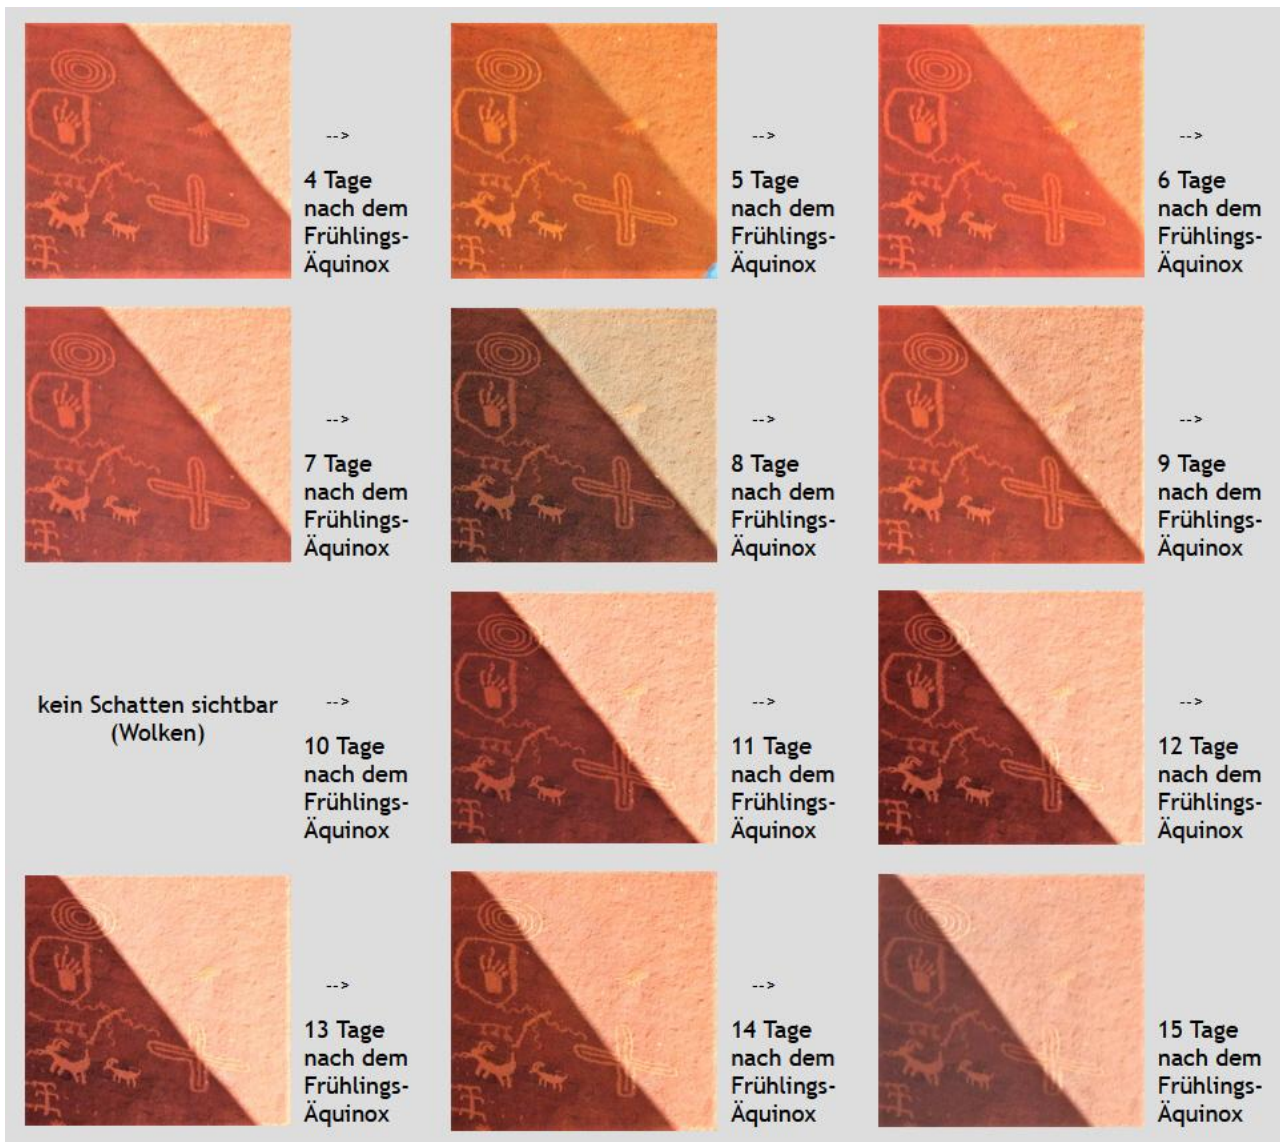 -->
4 Tage
nach dem
Frühlings-
Äquinox
-->
5 Tage
nach dem
Frühlings-
Äquinox
-->
6 Tage
nach dem
Frühlings-
Äquinox
-->
7 Tage
nach dem
Frühlings-
Äquinox
-->
8 Tage
nach dem
Frühlings-
Äquinox
-->
9 Tage
nach dem
Frühlings-
Äquinox
kein Schatten sichtbar
(Wolken)
-->
10 Tage
nach dem
Frühlings-
Äquinox
-->
11 Tage
nach dem
Frühlings-
Äquinox
-->
12 Tage
nach dem
Frühlings-
Äquinox
-->
13 Tage
nach dem
Frühlings-
Äquinox
-->
14 Tage
nach dem
Frühlings-
Äquinox
-->
15 Tage
nach dem
Frühlings-
Äquinox